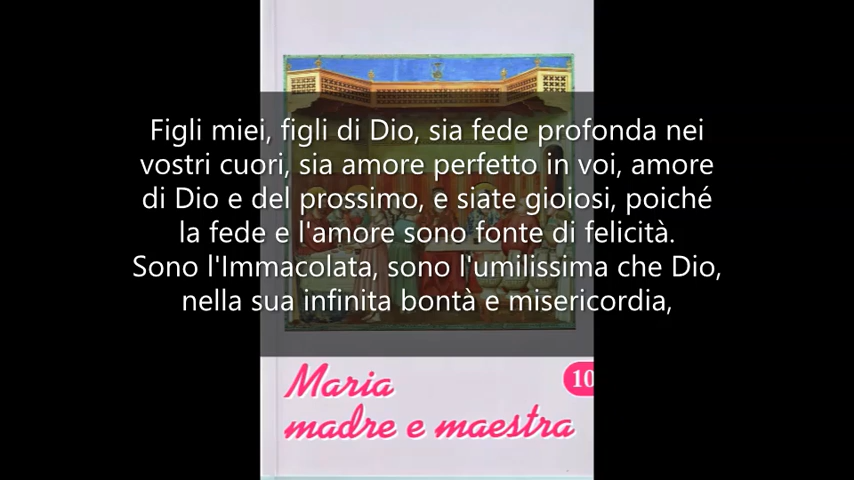 Figli miei, figli di Dio, sia fede profonda nei
vostri cuori, sia amore perfetto in voi, amore
di Dio e del prossimo, e siate gioiosi, poiché
la fede e l'amore sono fonte di felicità.
Sono l'Immacolata, sono l'umilissima che Dio,
nella sua infinita bontà e misericordia,
Maria
10
madre e maestra